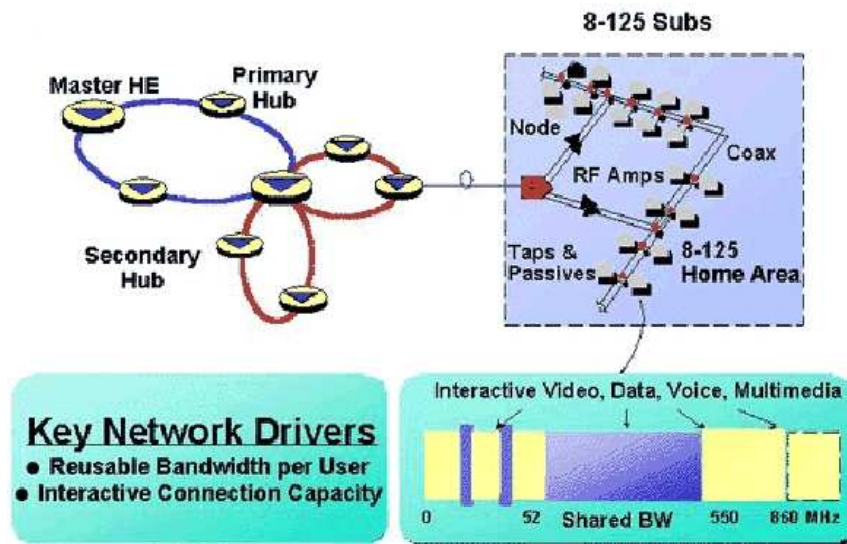 8-125 Subs
Master HE
Primary
Hub
Node
Coax
RF Amps
Secondary
Hub
Taps &
Passives
8-125
Home Area
Interactive Video, Data, Voice, Multimedia
Key Network Drivers
● Reusable Bandwidth per User
● Interactive Connection Capacity
0 52 Shared BW 550 860 MHz